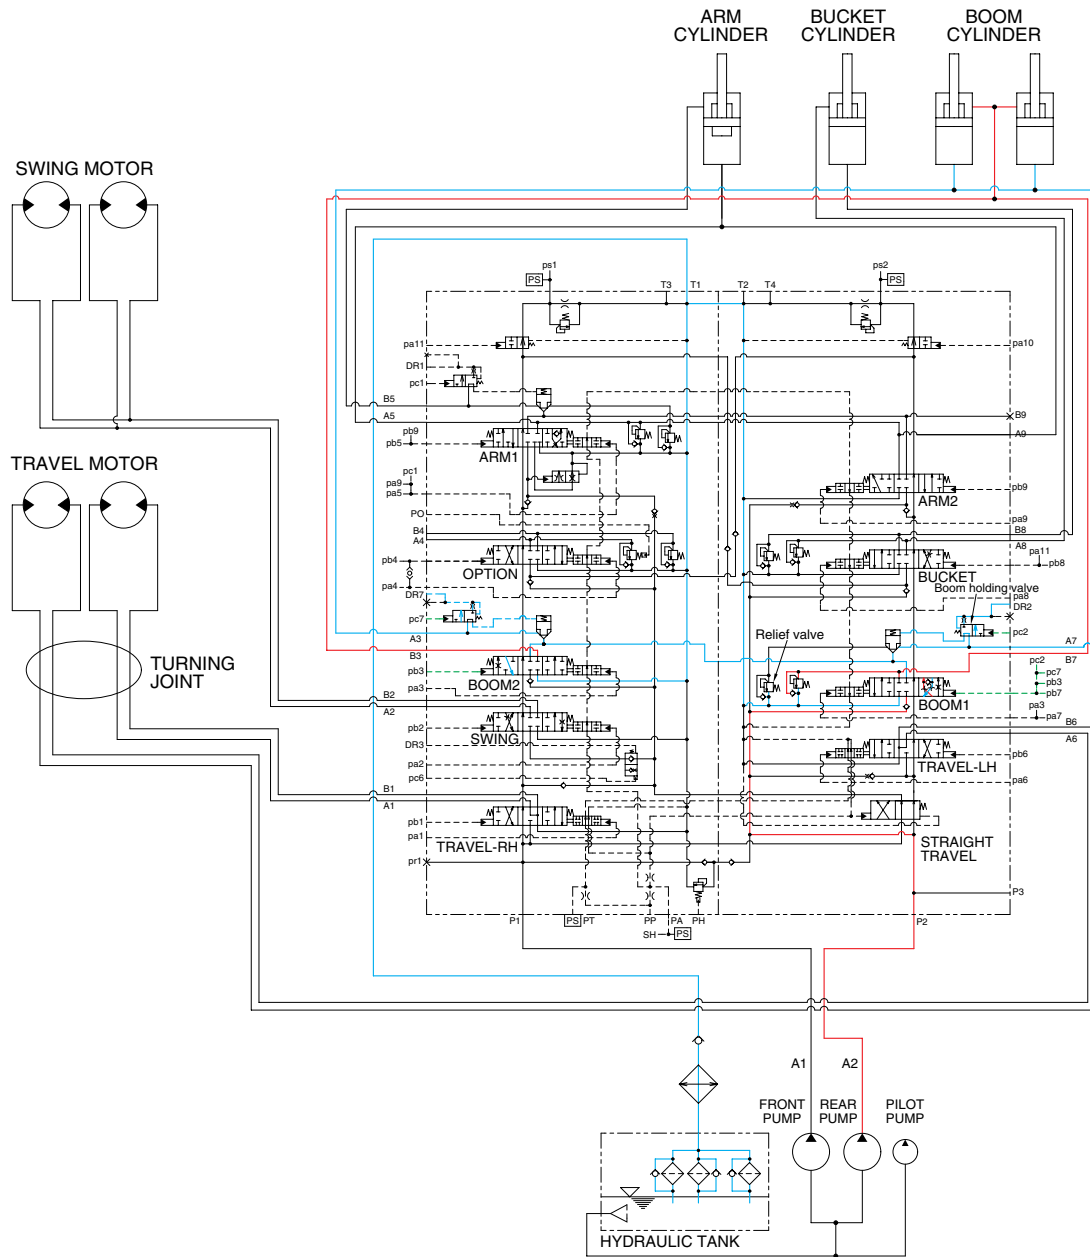 ARM
CYLINDER
BUCKET
CYLINDER
BOOM
CYLINDER
SWING MOTOR
TRAVEL MOTOR
TURNING
JOINT
ps1
PS
T3
T1
T2
T4
ps2
PS
pa11
DR1
pc1
B5
A5
pb9
pb5
ARM1
pc1
pa9
pa5
PO
B4
A4
pb4
OPTION
pa4
DR7
pc7
A3
B3
pb3
BOOM2
pa3
B2
A2
pb2
SWING
DR3
pa2
pc6
B1
A1
pb1
pa1
TRAVEL-RH
pr1
pa10
B9
A9
pb9
ARM2
pa9
B8
A8
pa11
pb8
BUCKET
Boom holding valve
pa8
DR2
pc2
A7
Relief valve
B7
pc2
pc7
pb3
pb7
BOOM1
pa3
pa7
B6
A6
pb6
TRAVEL-LH
pa6
STRAIGHT
TRAVEL
P3
P1
PS
PT
PP
PA
PH
SH
PS
P2
A1
A2
FRONT
PUMP
REAR
PUMP
PILOT
PUMP
HYDRAULIC TANK